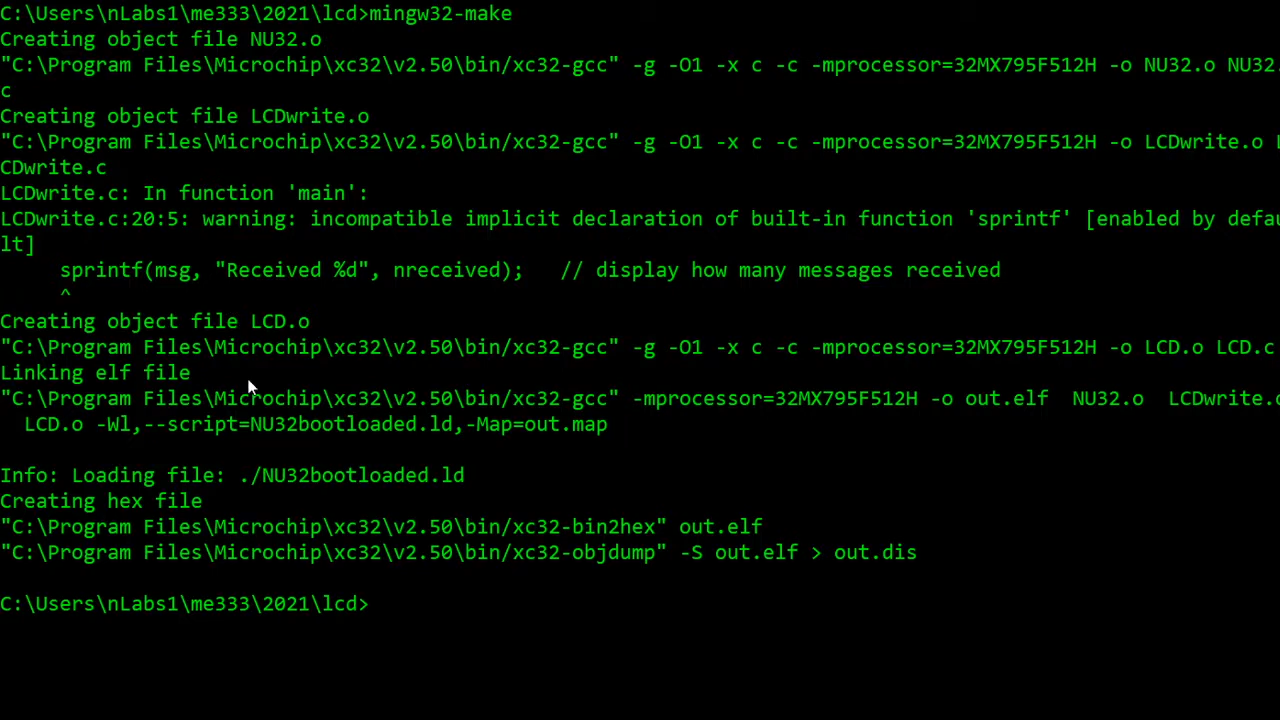 C:\Users\nLabs1\me333\2021\lcd>mingw32-make
Creating object file NU32.o
"C:\Program Files\Microchip\xc32\v2.50\bin/xc32-gcc" -g -O1 -x c -c -mprocessor=32MX795F512H -o NU32.o NU32.
c
Creating object file LCDwrite.o
"C:\Program Files\Microchip\xc32\v2.50\bin/xc32-gcc" -g -O1 -x c -c -mprocessor=32MX795F512H -o LCDwrite.o L
CDwrite.c
LCDwrite.c: In function 'main':
LCDwrite.c:20:5: warning: incompatible implicit declaration of built-in function 'sprintf' [enabled by defau
lt]
     sprintf(msg, "Received %d", nreceived);   // display how many messages received
     ^
Creating object file LCD.o
"C:\Program Files\Microchip\xc32\v2.50\bin/xc32-gcc" -g -O1 -x c -c -mprocessor=32MX795F512H -o LCD.o LCD.c
Linking elf file
"C:\Program Files\Microchip\xc32\v2.50\bin/xc32-gcc" -mprocessor=32MX795F512H -o out.elf  NU32.o  LCDwrite.o
  LCD.o -Wl,--script=NU32bootloaded.ld,-Map=out.map
Info: Loading file: ./NU32bootloaded.ld
Creating hex file
"C:\Program Files\Microchip\xc32\v2.50\bin/xc32-bin2hex" out.elf
"C:\Program Files\Microchip\xc32\v2.50\bin/xc32-objdump" -S out.elf > out.dis
C:\Users\nLabs1\me333\2021\lcd>